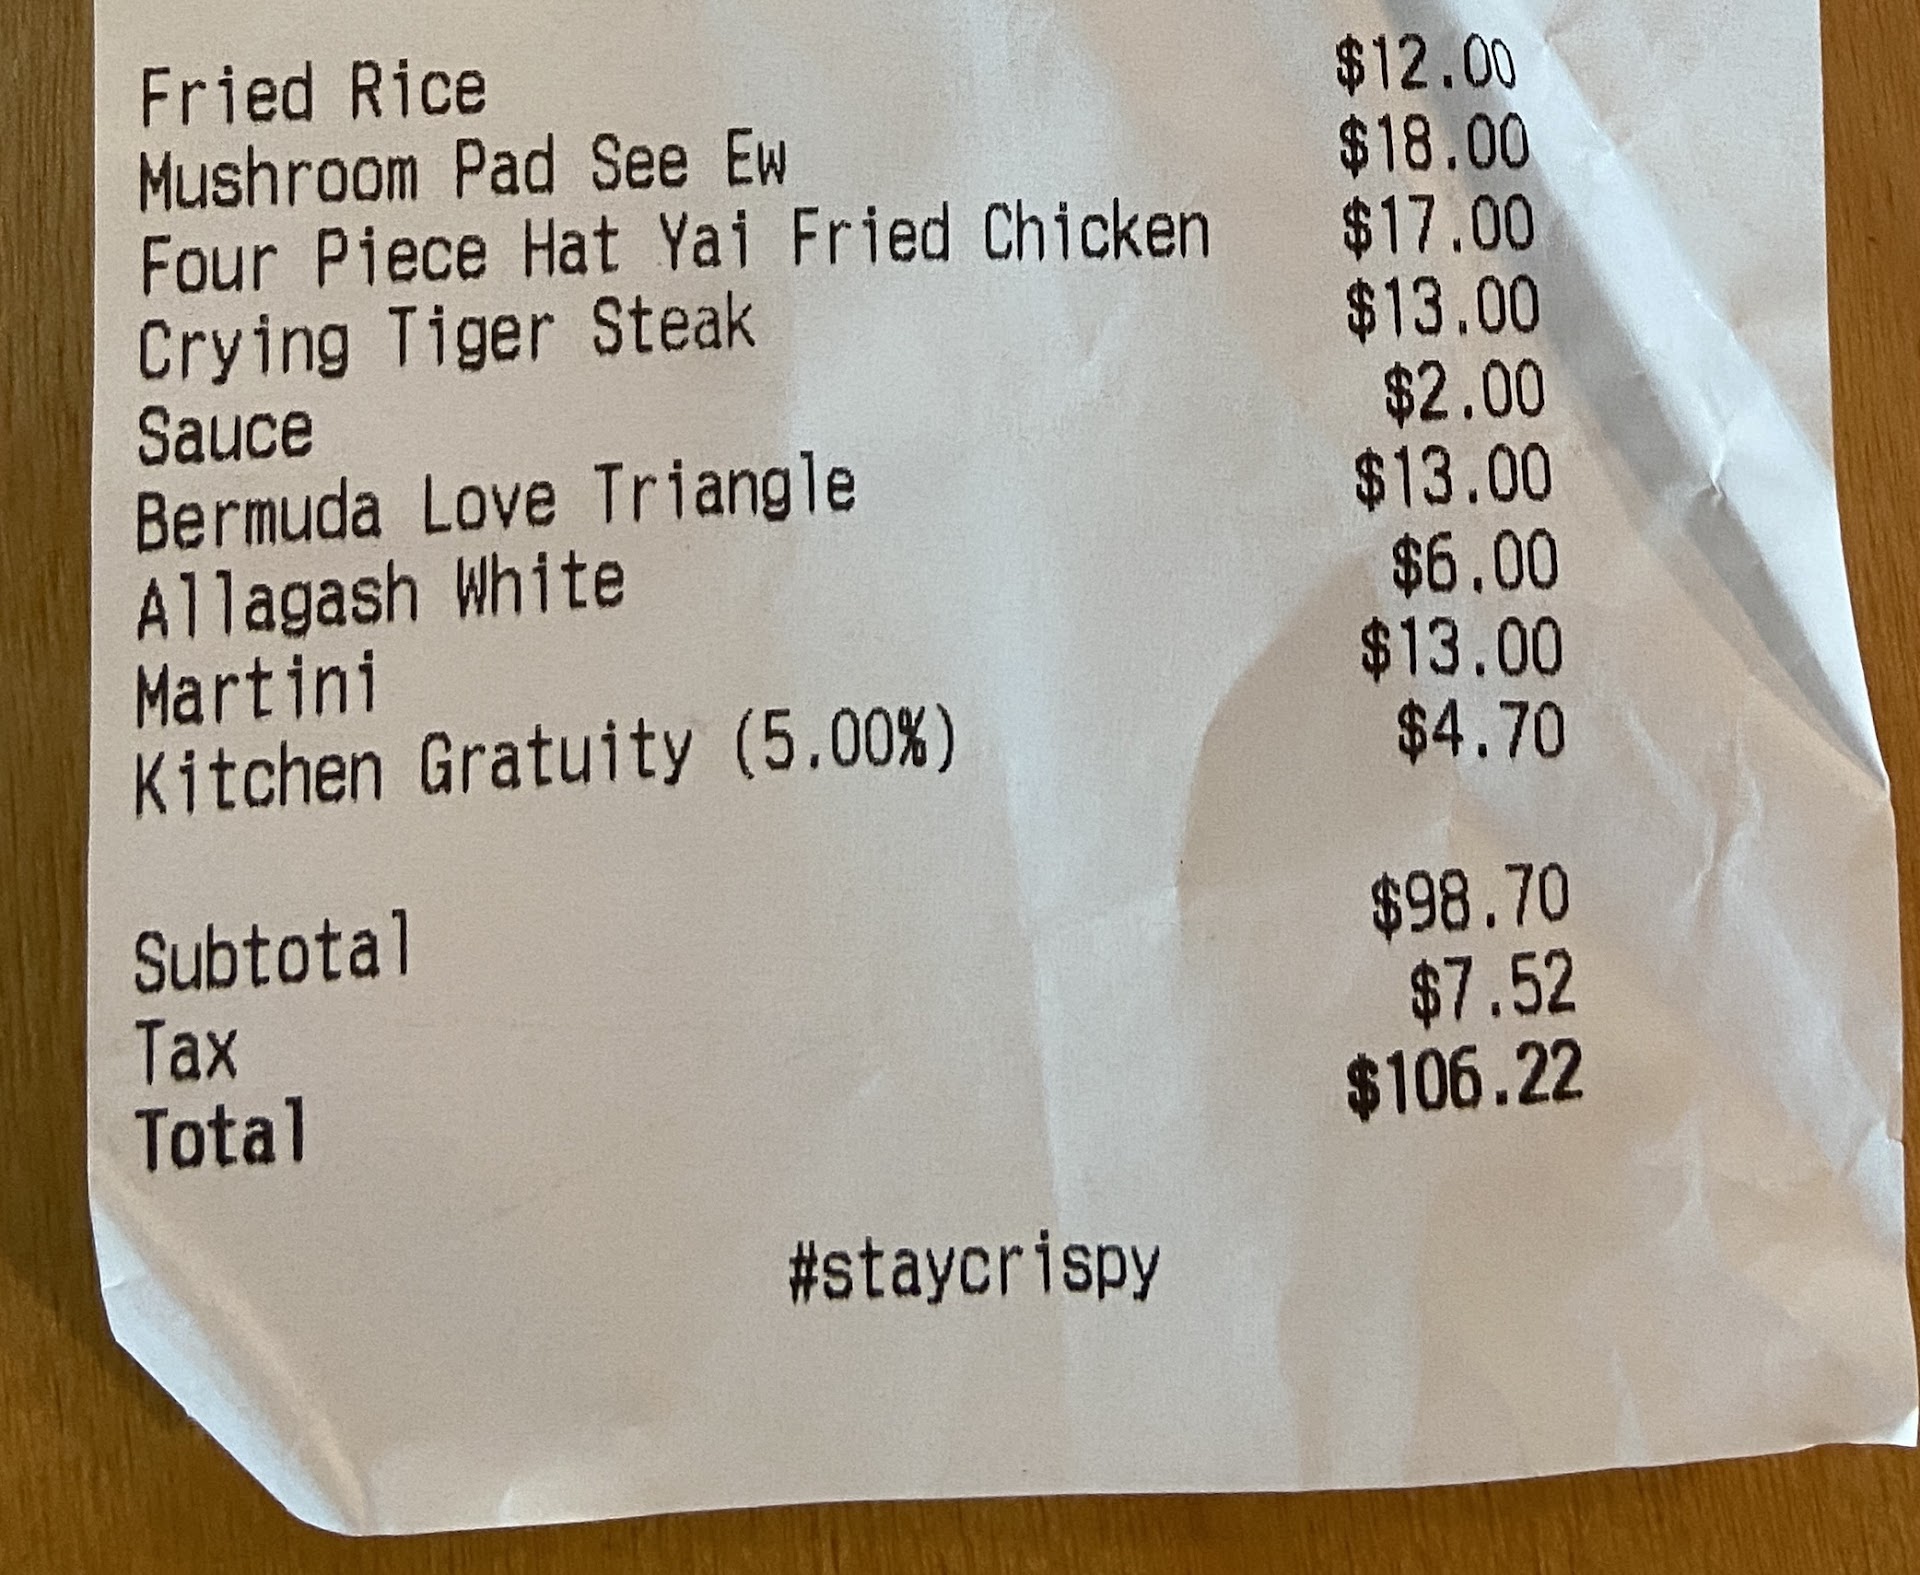 Fried Rice $12.00
Mushroom Pad See Ew $18.00
Four Piece Hat Yai Fried Chicken $17.00
Crying Tiger Steak $13.00
Sauce $2.00
Bermuda Love Triangle $13.00
Allagash White $6.00
Martini $13.00
Kitchen Gratuity (5.00%) $4.70
Subtotal $98.70
Tax $7.52
Total $106.22
#staycrispy